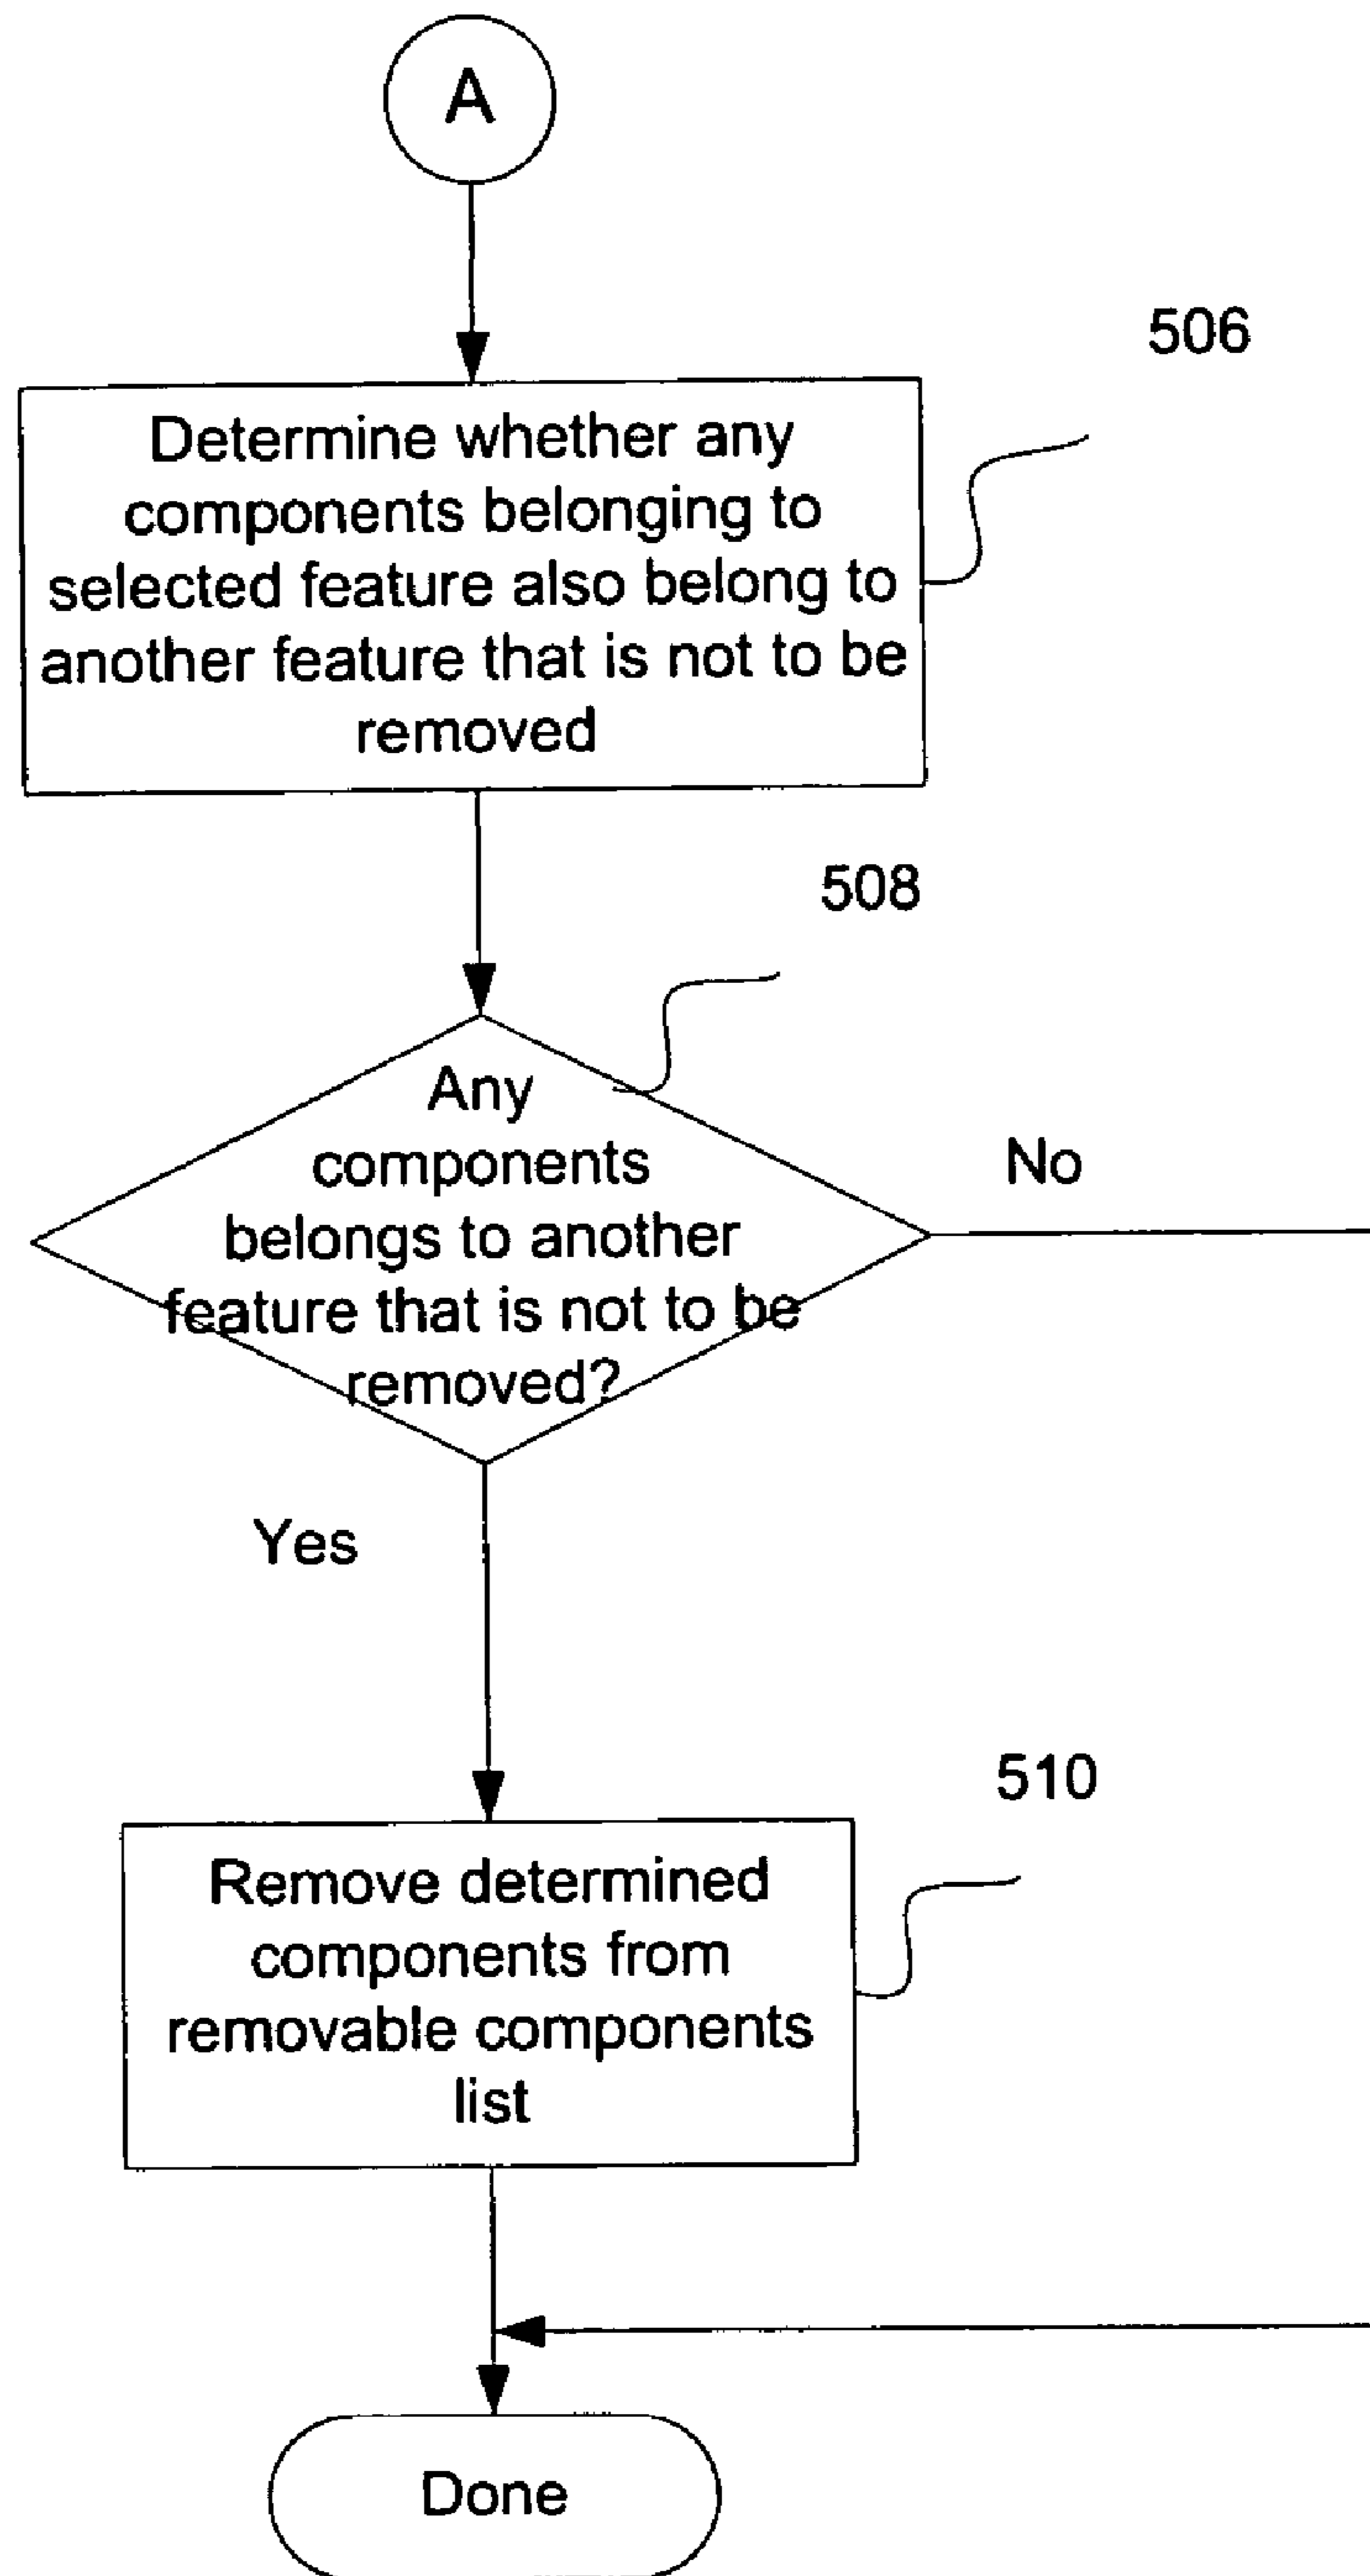 A
506
Determine whether any
components belonging to
selected feature also belong to
another feature that is not to be
removed
508
Any
components
belongs to another
feature that is not to be
removed?
No
Yes
510
Remove determined
components from
removable components
list
Done